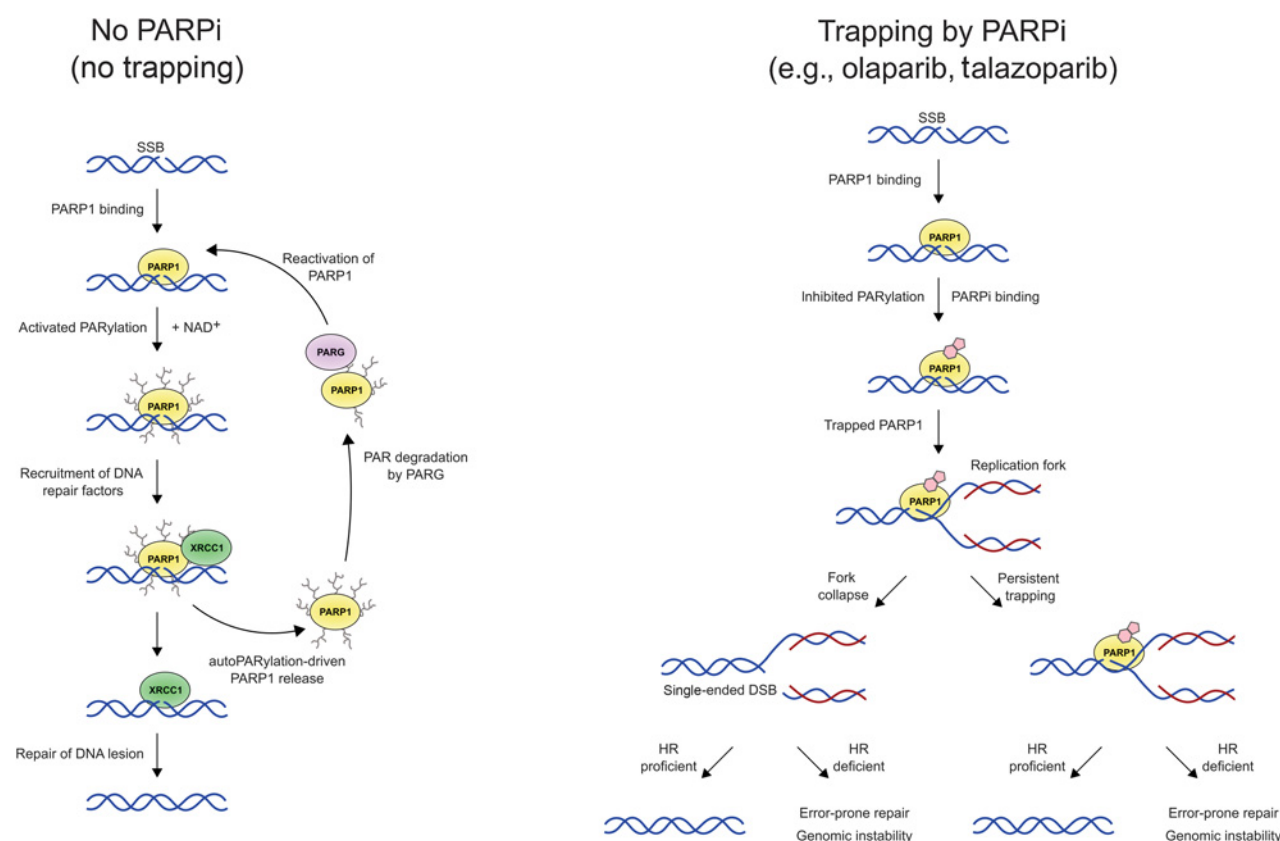 No PARPi
(no trapping)
SSB
PARP1 binding
PARP1
Reactivation of
PARP1
Activated PARylation
+ NAD+
PARG
PARP1
PARP1
PAR degradation
by PARG
Recruitment of DNA
repair factors
PARP1
XRCC1
PARP1
autoPARylation-driven
PARP1 release
XRCC1
Repair of DNA lesion
Trapping by PARPi
(e.g., olaparib, talazoparib)
SSB
PARP1 binding
PARP1
Inhibited PARylation
PARPi binding
PARP1
Trapped PARP1
Replication fork
PARP1
Fork
collapse
Persistent
trapping
Single-ended DSB
PARP1
HR
proficient
HR
deficient
Error-prone repair
Genomic instability
HR
proficient
HR
deficient
Error-prone repair
Genomic instability